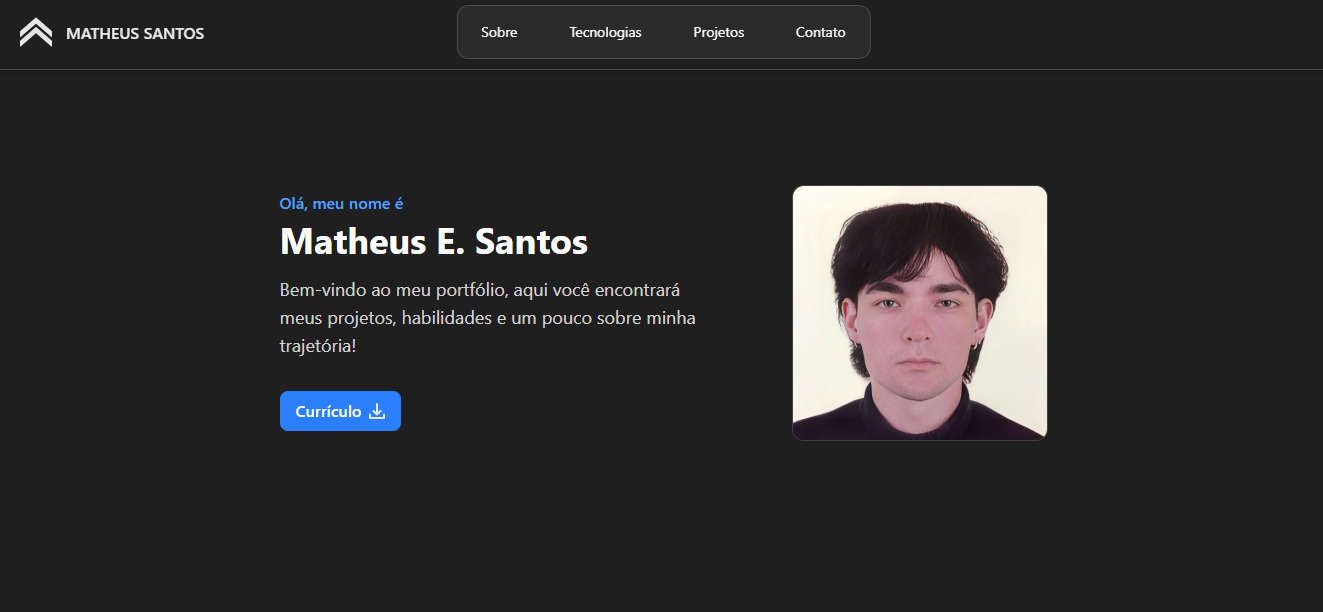 MATHEUS SANTOS
Sobre
Tecnologias
Projetos
Contato
Olá, meu nome é
Matheus E. Santos
Bem-vindo ao meu portfólio, aqui você encontrará
meus projetos, habilidades e um pouco sobre minha
trajetória!
Currículo